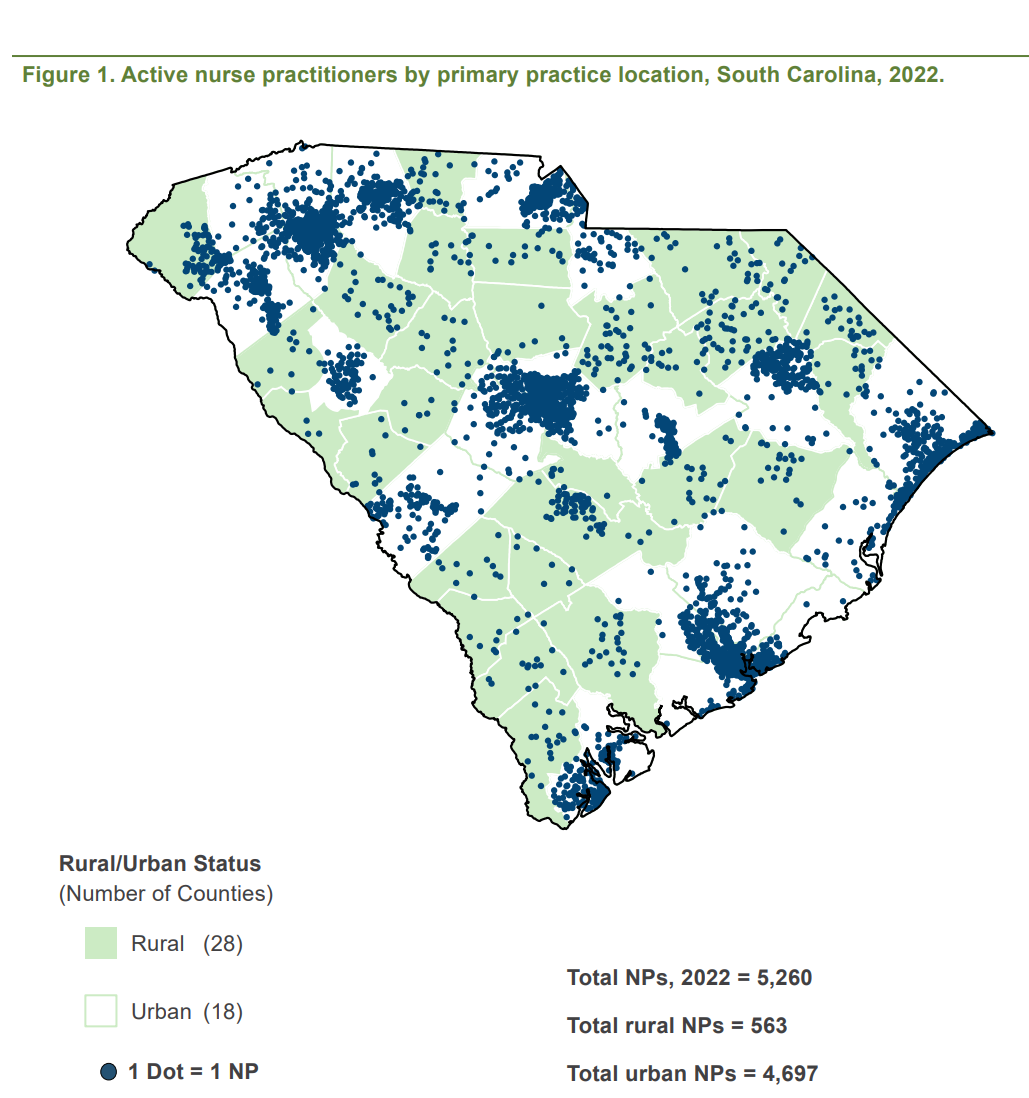 Figure 1. Active nurse practitioners by primary practice location, South Carolina, 2022.
Rural/Urban Status
(Number of Counties)
Rural (28)
Urban (18)
1 Dot = 1 NP
Total NPs, 2022 = 5,260
Total rural NPs = 563
Total urban NPs = 4,697